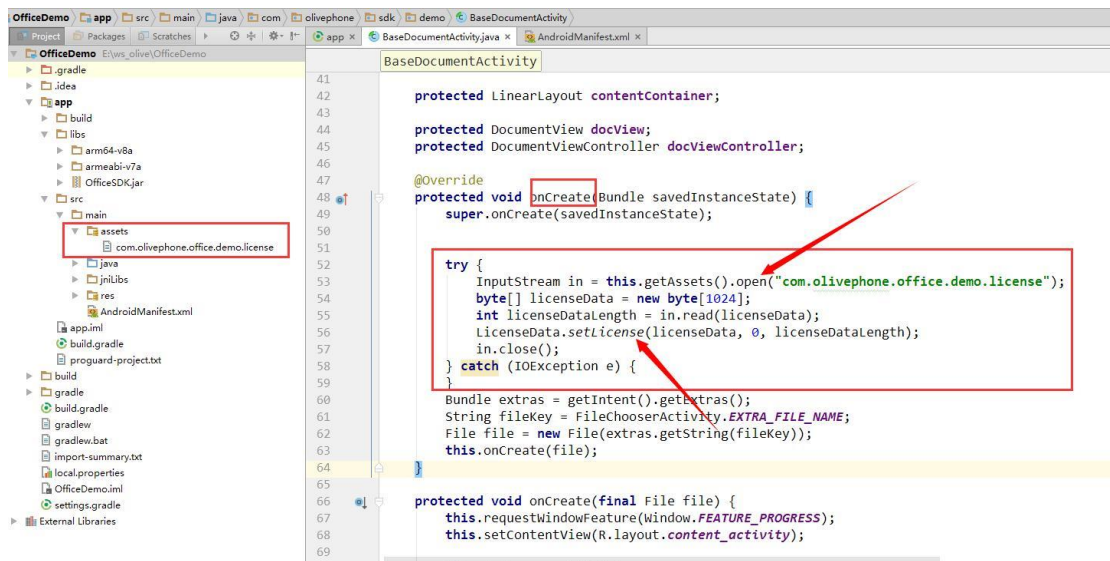 OfficeDemo app src main java com olivephone sdk demo BaseDocumentActivity
Project Packages Scratches
app BaseDocumentActivity.java AndroidManifest.xml
OfficeDemo E:\ws_olive\OfficeDemo
.gradle
.idea
app
build
libs
arm64-v8a
armeabi-v7a
OfficeSDK.jar
src
main
assets
com.olivephone.office.demo.license
java
jniLibs
res
AndroidManifest.xml
app.iml
build.gradle
proguard-project.txt
build
gradle
build.gradle
gradlew
gradlew.bat
import-summary.txt
local.properties
OfficeDemo.iml
settings.gradle
External Libraries
BaseDocumentActivity
41
42 protected LinearLayout contentContainer;
43
44 protected DocumentView docView;
45 protected DocumentViewController docViewController;
46
47 @Override
48 protected void onCreate(Bundle savedInstanceState) {
49 super.onCreate(savedInstanceState);
50
51
52 try {
53 InputStream in = this.getAssets().open("com.olivephone.office.demo.license");
54 byte[] licenseData = new byte[1024];
55 int licenseDataLength = in.read(licenseData);
56 LicenseData.setLicense(licenseData, 0, licenseDataLength);
57 in.close();
58 } catch (IOException e) {
59 }
60 Bundle extras = getIntent().getExtras();
61 String fileKey = FileChooserActivity.EXTRA_FILE_NAME;
62 File file = new File(extras.getString(fileKey));
63 this.onCreate(file);
64 }
65
66 protected void onCreate(final File file) {
67 this.requestWindowFeature(Window.FEATURE_PROGRESS);
68 this.setContentView(R.layout.content_activity);
69